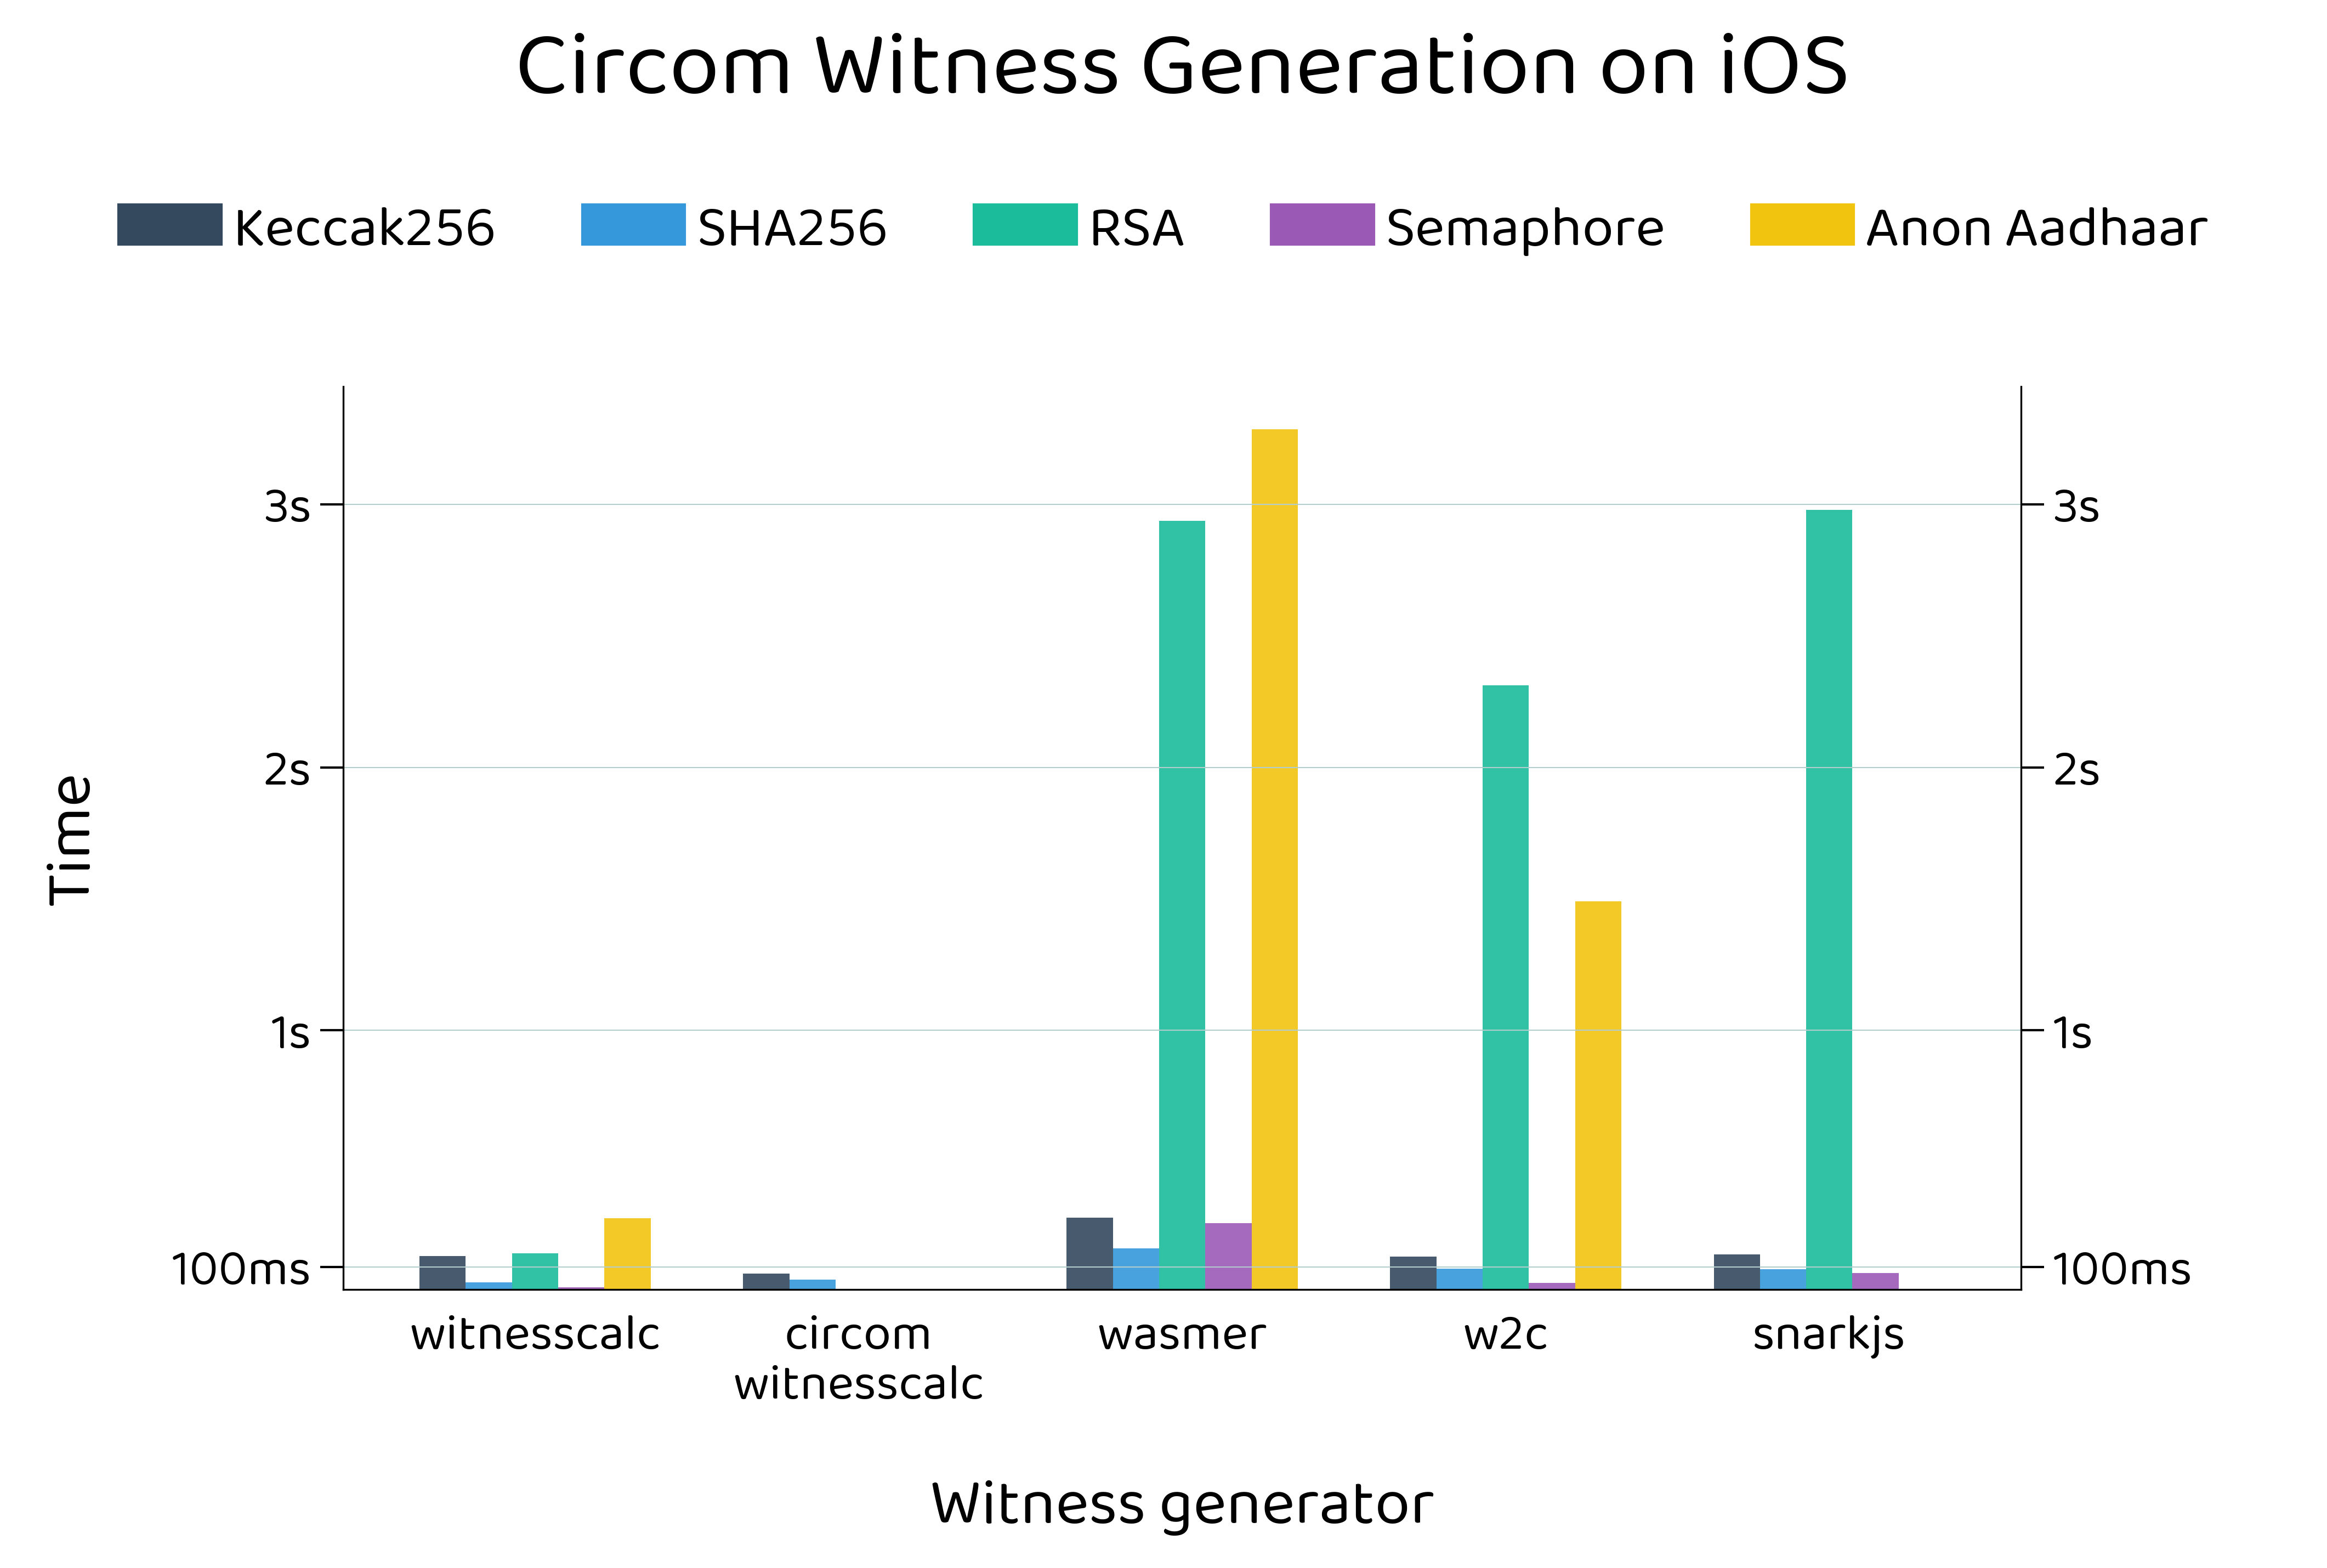 Circom Witness Generation on iOS
Keccak256 SHA256 RSA Semaphore Anon Aadhaar
3s 3s
2s 2s
Time
1s 1s
100ms 100ms
witnesscalc circom wasmer w2c snarkjs
witnesscalc
Witness generator